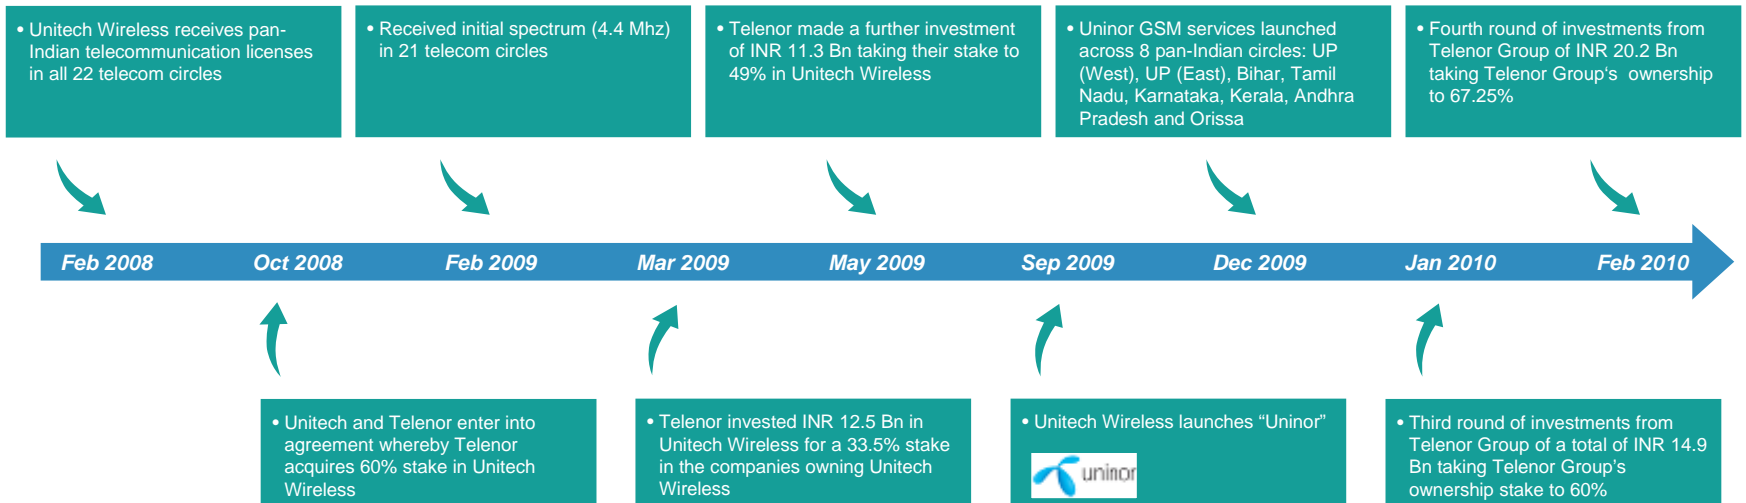 • Unitech Wireless receives pan-
Indian telecommunication licenses
in all 22 telecom circles
• Received initial spectrum (4.4 Mhz)
in 21 telecom circles
• Telenor made a further investment
of INR 11.3 Bn taking their stake to
49% in Unitech Wireless
• Uninor GSM services launched
across 8 pan-Indian circles: UP
(West), UP (East), Bihar, Tamil
Nadu, Karnataka, Kerala, Andhra
Pradesh and Orissa
• Fourth round of investments from
Telenor Group of INR 20.2 Bn
taking Telenor Group‘s ownership
to 67.25%
Feb 2008 Oct 2008 Feb 2009 Mar 2009 May 2009 Sep 2009 Dec 2009 Jan 2010 Feb 2010
• Unitech and Telenor enter into
agreement whereby Telenor
acquires 60% stake in Unitech
Wireless
• Telenor invested INR 12.5 Bn in
Unitech Wireless for a 33.5% stake
in the companies owning Unitech
Wireless
• Unitech Wireless launches “Uninor”
uninor
• Third round of investments from
Telenor Group of a total of INR 14.9
Bn taking Telenor Group’s
ownership stake to 60%